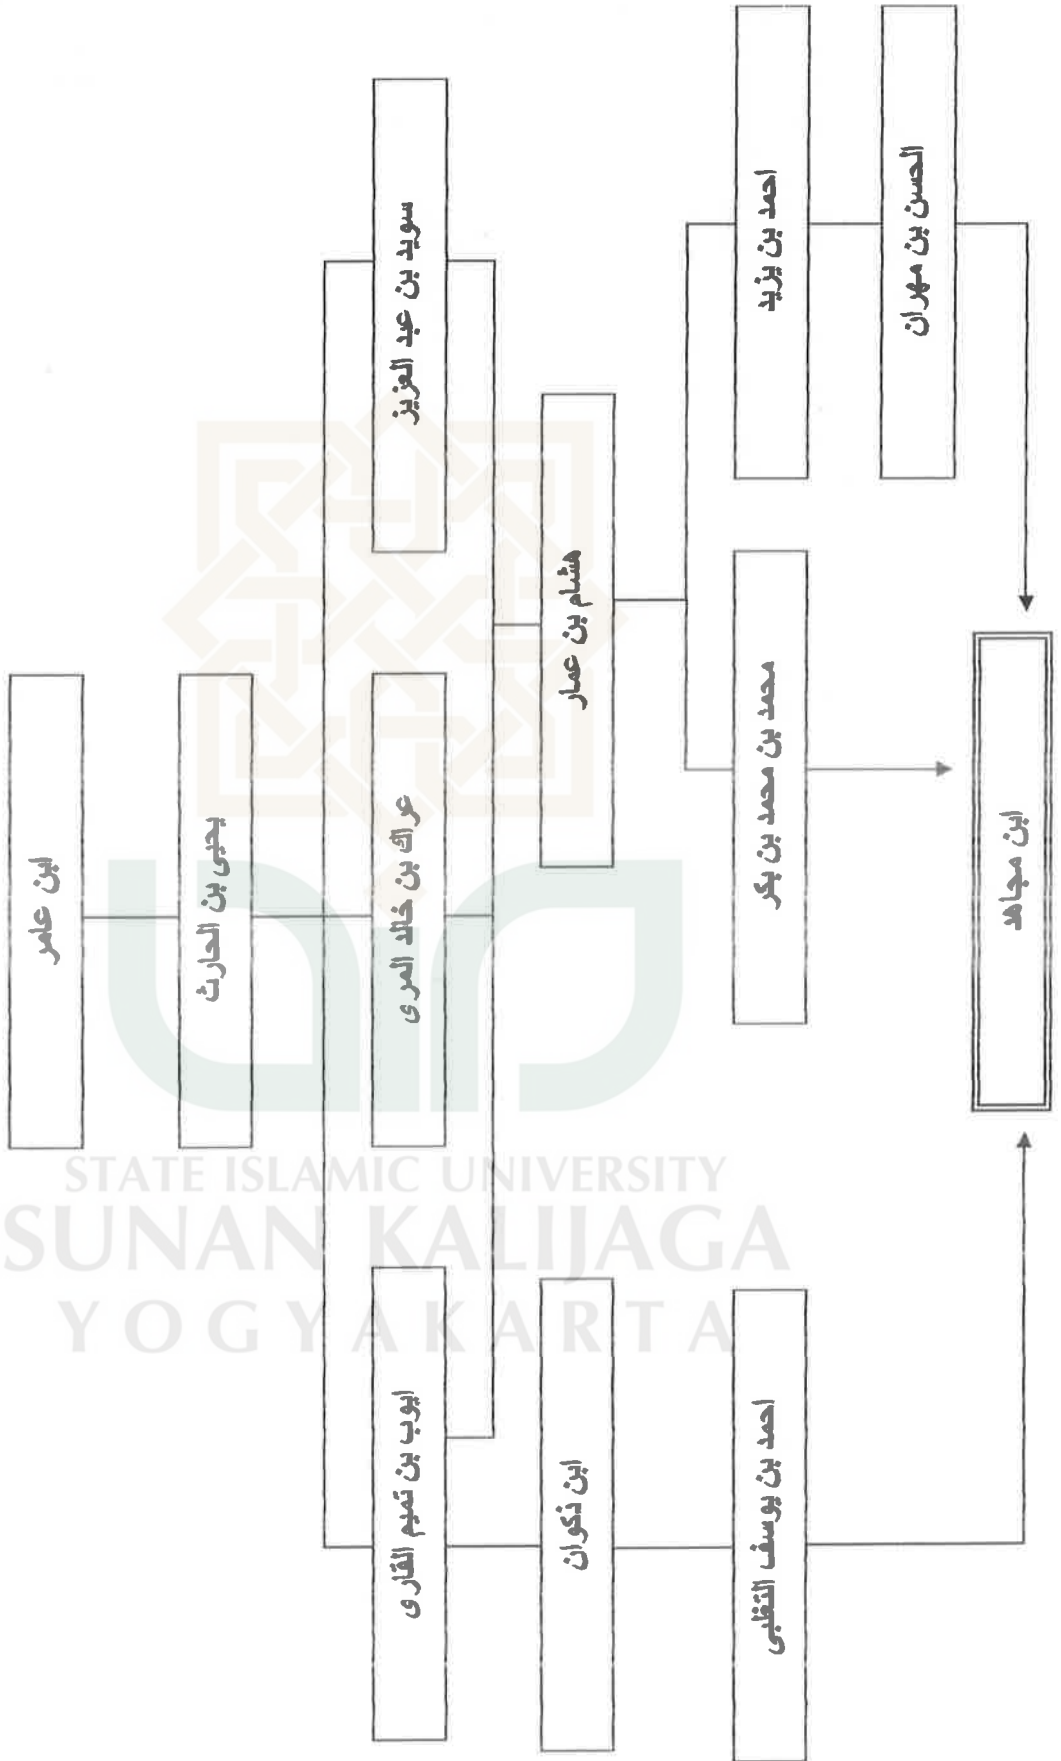 ابن عامر
يحيى بن الحارث
سويد بن عبد العزيز
عراك بن خالد المرى
ايوب بن تميم القارى
هشام بن عمار
ابن ذكوان
احمد بن يزيد
محمد بن محمد بن بكر
احمد بن يوسف التغلبى
الحسن بن مهران
ابن مجاهد
STATE ISLAMIC UNIVERSITY
SUNAN KALIJAGA
YOGYAKARTA